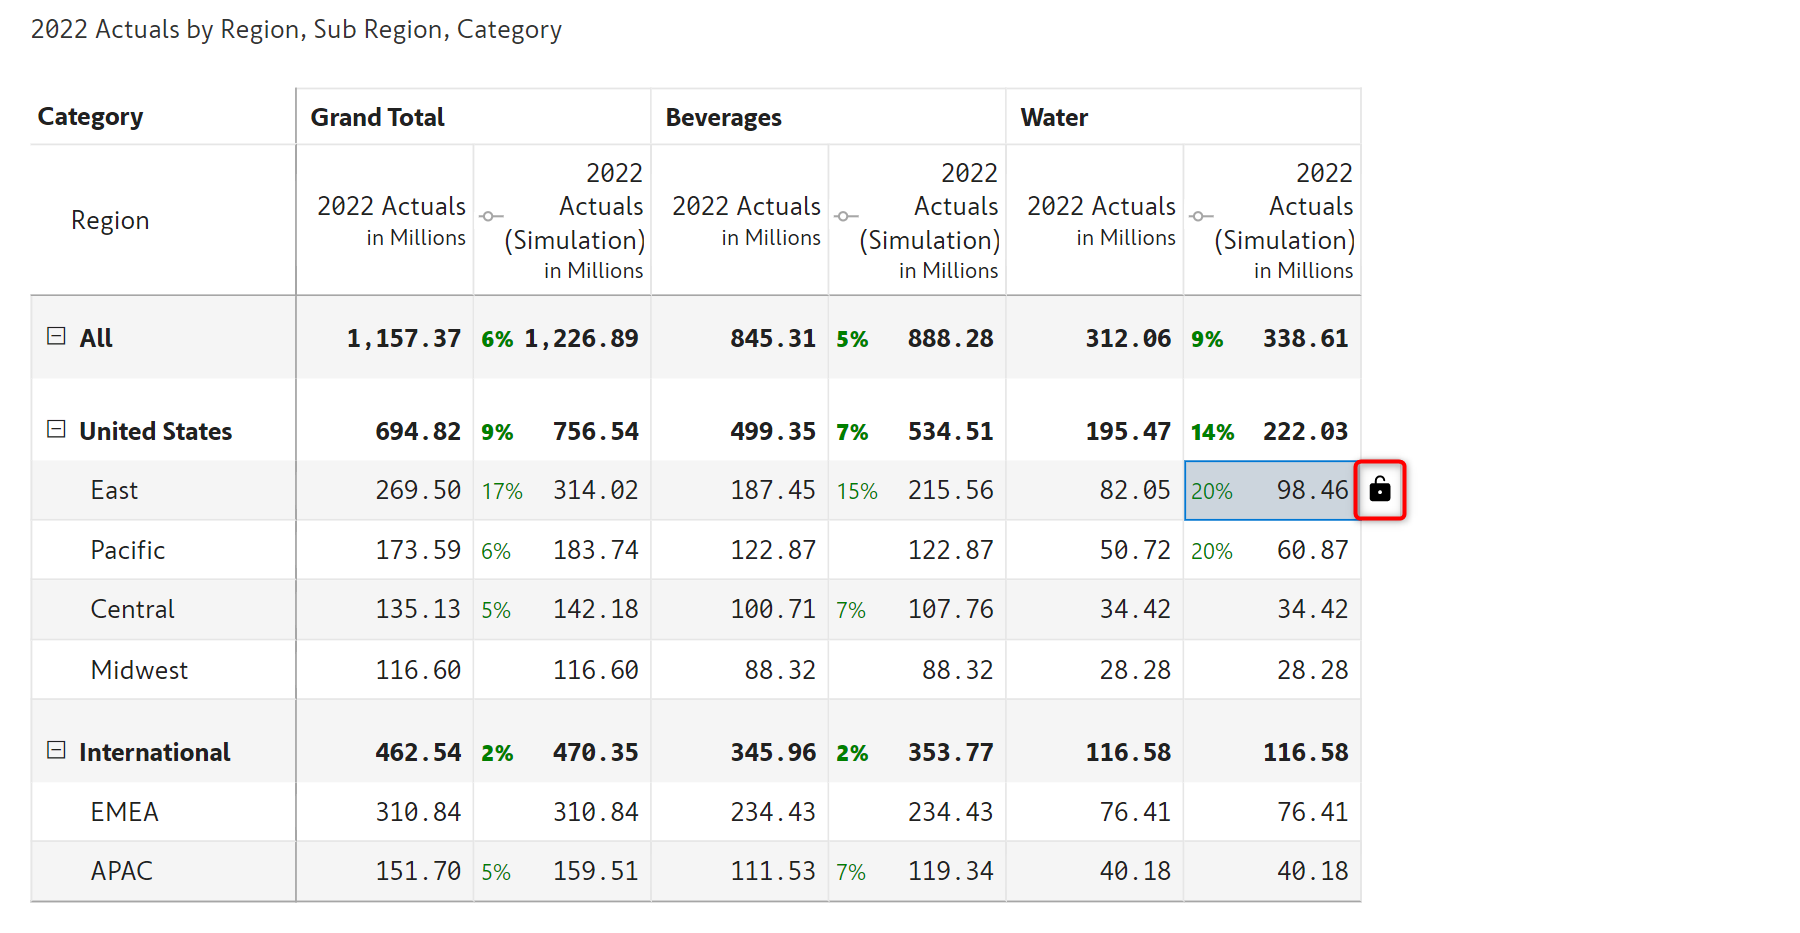 2022 Actuals by Region, Sub Region, Category
Category Grand Total Beverages Water
Region 2022 Actuals in Millions 2022 Actuals (Simulation) in Millions 2022 Actuals in Millions 2022 Actuals (Simulation) in Millions 2022 Actuals in Millions 2022 Actuals (Simulation) in Millions
All 1,157.37 6% 1,226.89 845.31 5% 888.28 312.06 9% 338.61
United States 694.82 9% 756.54 499.35 7% 534.51 195.47 14% 222.03
East 269.50 17% 314.02 187.45 15% 215.56 82.05 20% 98.46
Pacific 173.59 6% 183.74 122.87 122.87 50.72 20% 60.87
Central 135.13 5% 142.18 100.71 7% 107.76 34.42 34.42
Midwest 116.60 116.60 88.32 88.32 28.28 28.28
International 462.54 2% 470.35 345.96 2% 353.77 116.58 116.58
EMEA 310.84 310.84 234.43 234.43 76.41 76.41
APAC 151.70 5% 159.51 111.53 7% 119.34 40.18 40.18